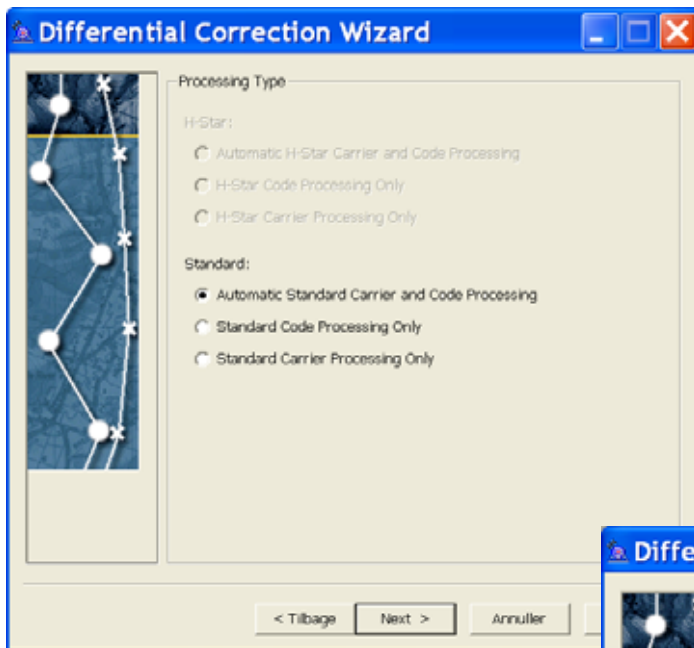 Differential Correction Wizard
Processing Type
H-Star:
Automatic H-Star Carrier and Code Processing
H-Star Code Processing Only
H-Star Carrier Processing Only
Standard:
Automatic Standard Carrier and Code Processing
Standard Code Processing Only
Standard Carrier Processing Only
Diffe
< Tilbage Next > Annuller